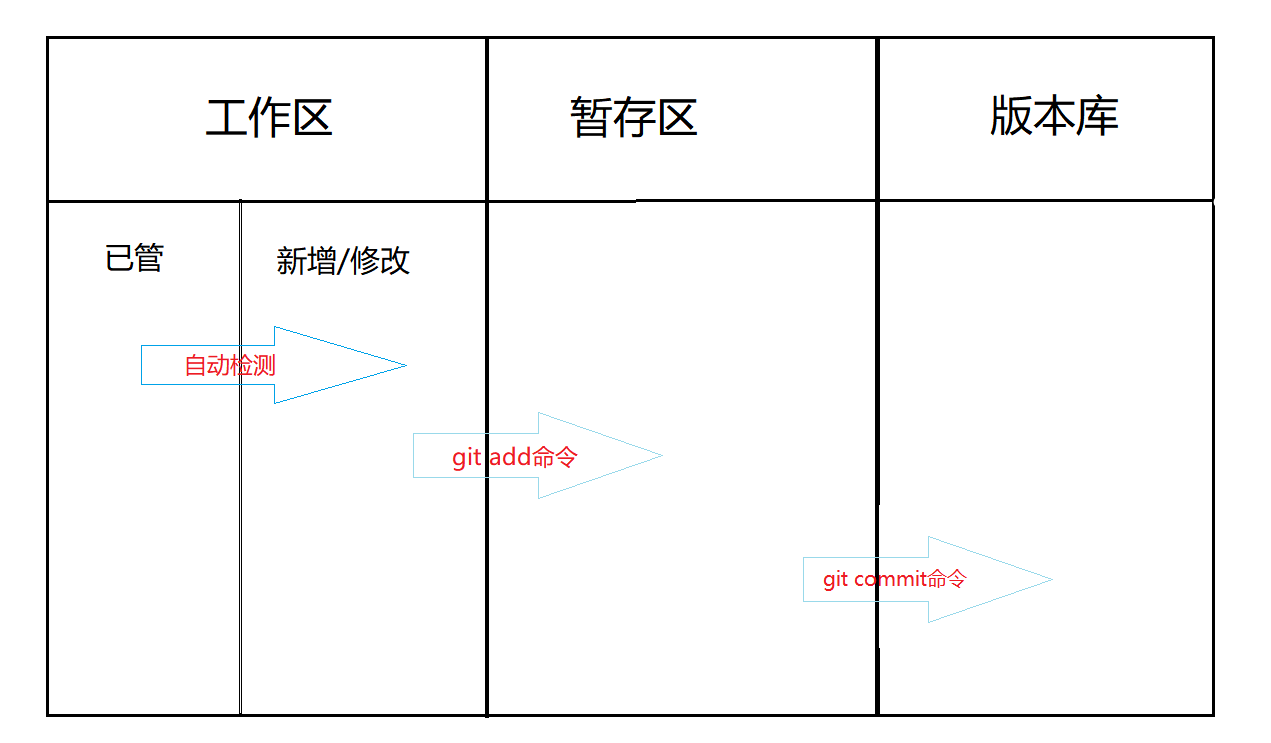 工作区
暂存区
版本库
已管
新增/修改
自动检测
git add命令
git commit命令